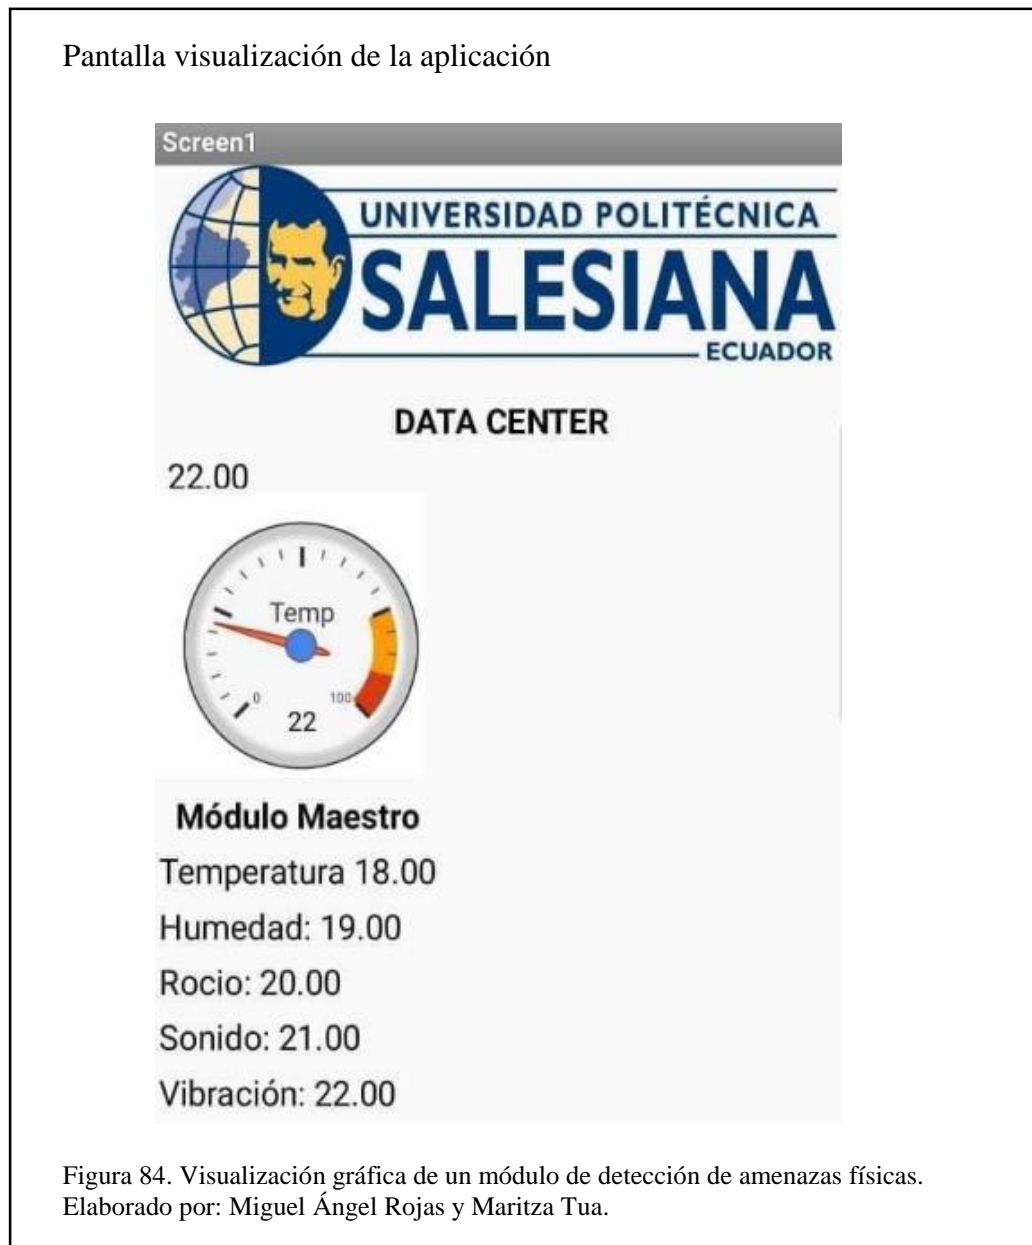 Pantalla visualización de la aplicación
Screen1
UNIVERSIDAD POLITÉCNICA
SALESIANA
ECUADOR
DATA CENTER
22.00
Temp
0
100
22
Módulo Maestro
Temperatura 18.00
Humedad: 19.00
Rocio: 20.00
Sonido: 21.00
Vibración: 22.00
Figura 84. Visualización gráfica de un módulo de detección de amenazas físicas.
Elaborado por: Miguel Ángel Rojas y Maritza Tua.